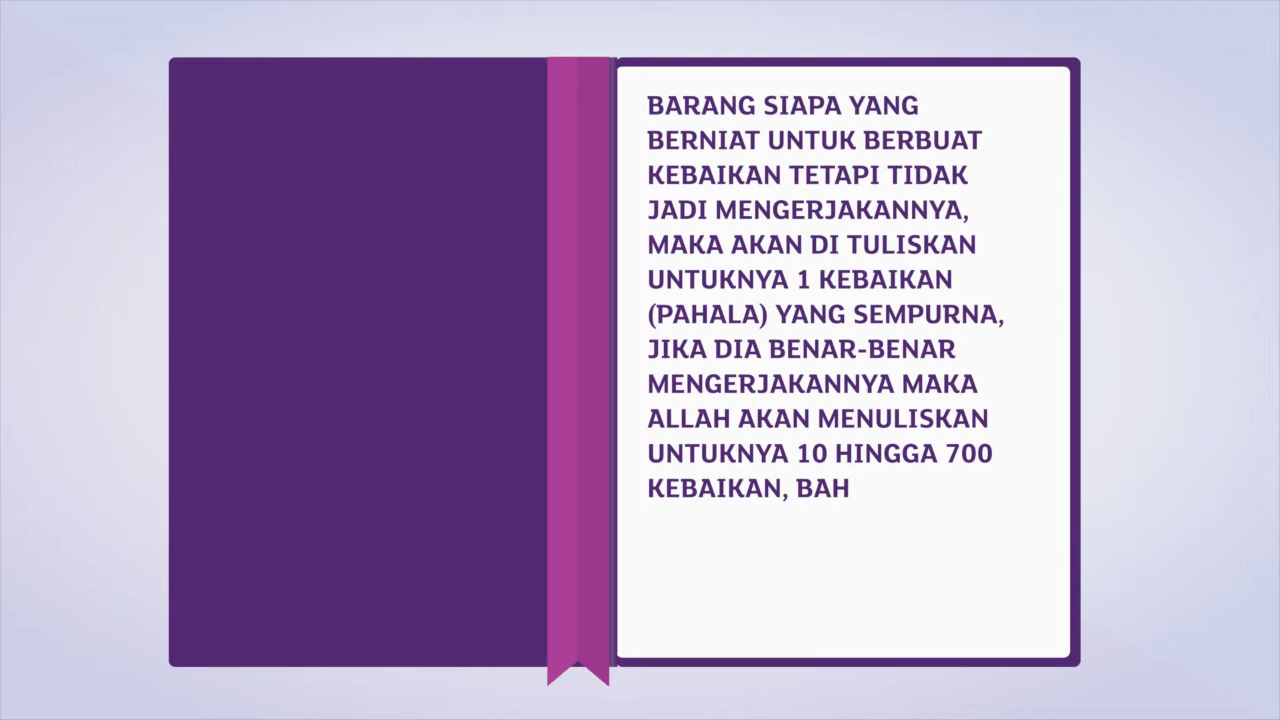 BARANG SIAPA YANG
BERNIAT UNTUK BERBUAT
KEBAIKAN TETAPI TIDAK
JADI MENGERJAKANNYA,
MAKA AKAN DI TULISKAN
UNTUKNYA 1 KEBAIKAN
(PAHALA) YANG SEMPURNA,
JIKA DIA BENAR-BENAR
MENGERJAKANNYA MAKA
ALLAH AKAN MENULISKAN
UNTUKNYA 10 HINGGA 700
KEBAIKAN, BAH